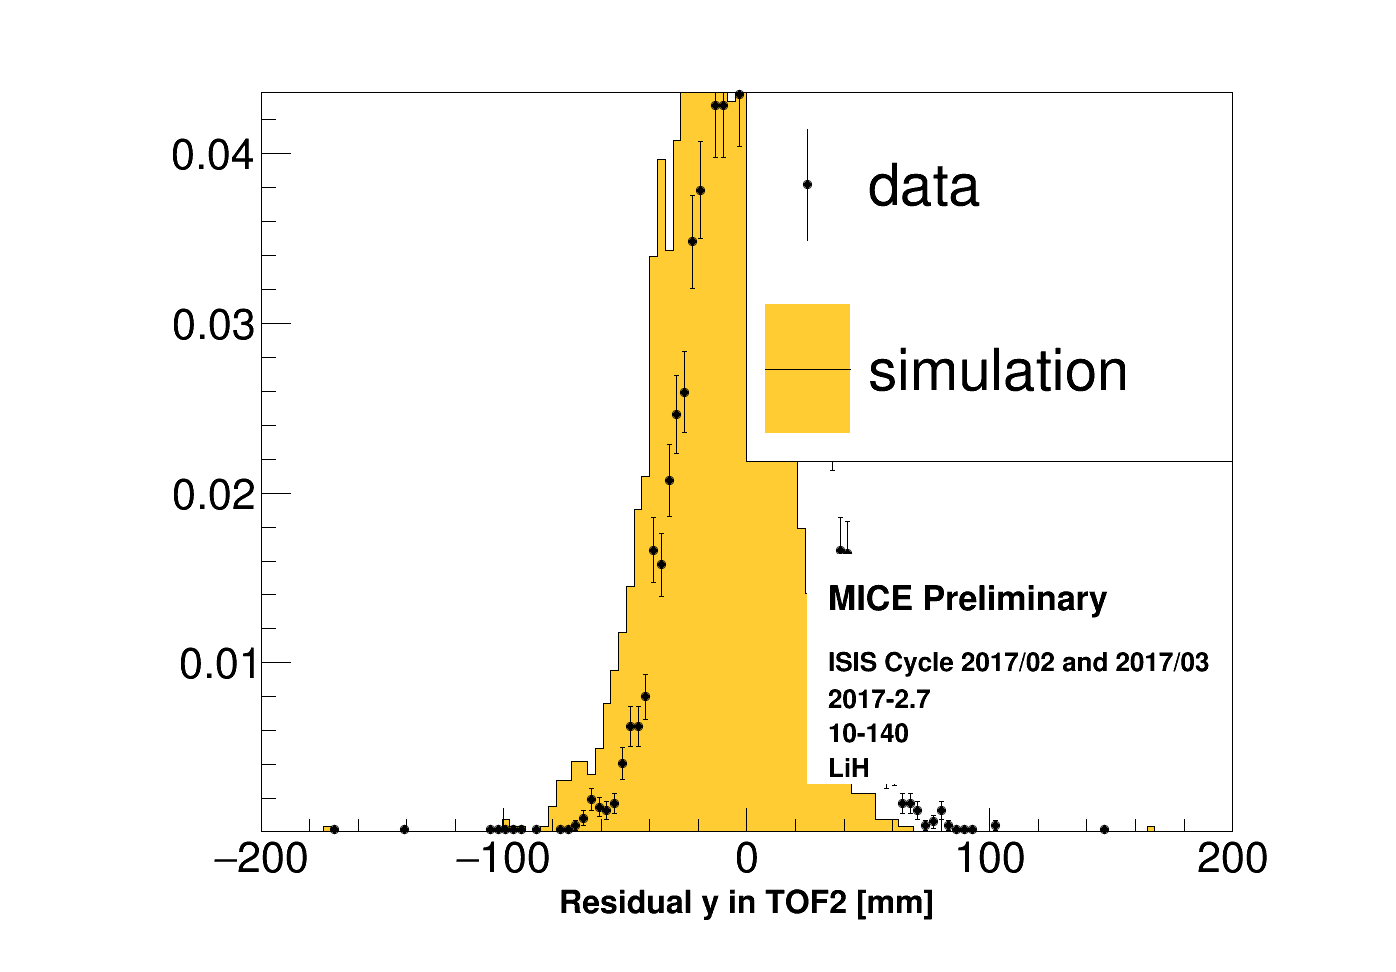 0.04
data
0.03
simulation
0.02
MICE Preliminary
0.01
ISIS Cycle 2017/02 and 2017/03
2017-2.7
10-140
LiH
−200 −100 0 100 200
Residual y in TOF2 [mm]